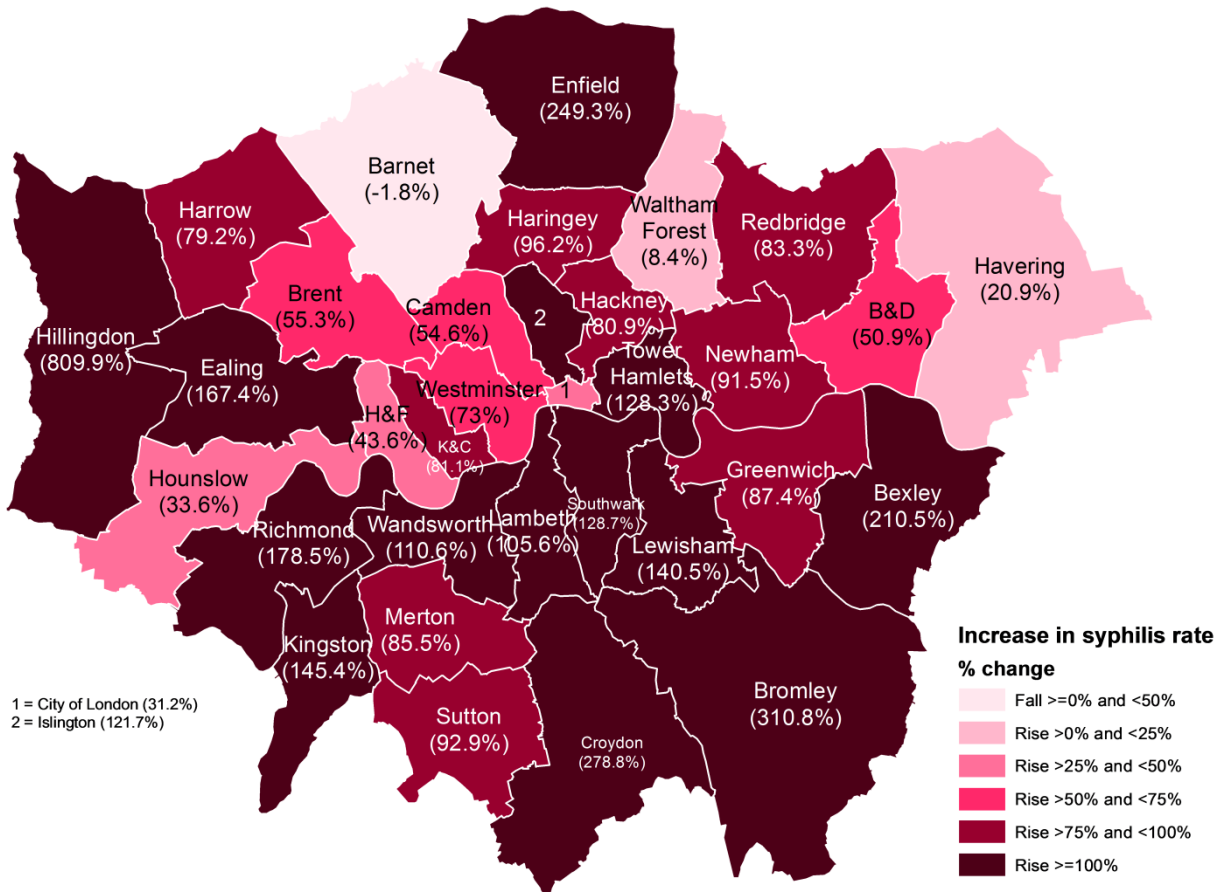 Enfield
(249.3%)
Barnet
(-1.8%)
Harrow
(79.2%)
Haringey
(96.2%)
Waltham
Forest
(8.4%)
Redbridge
(83.3%)
Havering
(20.9%)
Hillingdon
(809.9%)
Brent
(55.3%)
Camden
(54.6%)
2
Hackney
(80.9%)
B&D
(50.9%)
Ealing
(167.4%)
Tower
Hamlets
(128.3%)
Newham
(91.5%)
Westminster
(73%)
1
2
H&F
(43.6%)
K&C
(81.1%)
Hounslow
(33.6%)
Greenwich
(87.4%)
Bexley
(210.5%)
Richmond
(178.5%)
Wandsworth
(110.6%)
Lambeth
(105.6%)
Southwark
(128.7%)
Lewisham
(140.5%)
Kingston
(145.4%)
Merton
(85.5%)
Sutton
(92.9%)
Croydon
(278.8%)
Bromley
(310.8%)
1 = City of London (31.2%)
2 = Islington (121.7%)
Increase in syphilis rate
% change
Fall >=0% and <50%
Rise >0% and <25%
Rise >25% and <50%
Rise >50% and <75%
Rise >75% and <100%
Rise >=100%